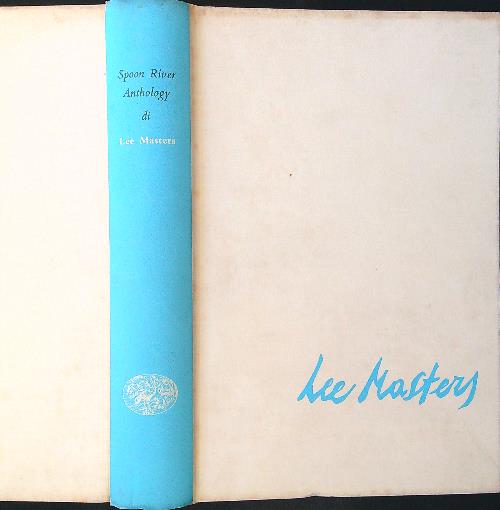 Spoon River
Anthology
di
Lee Masters
Lee Masters